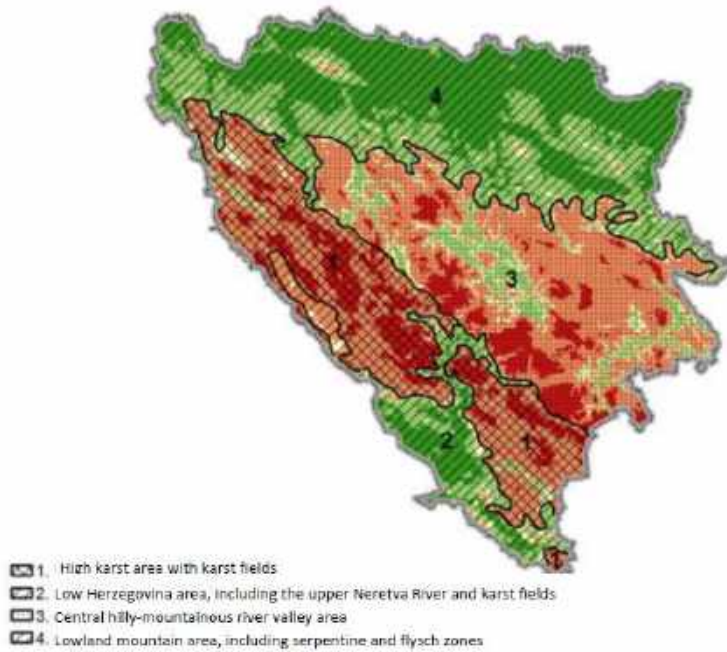 4
3
1
2
1
1
1. High karst area with karst fields
2. Low Herzegovina area, including the upper Neretva River and karst fields
3. Central hilly-mountainous river valley area
4. Lowland mountain area, including serpentine and flysch zones